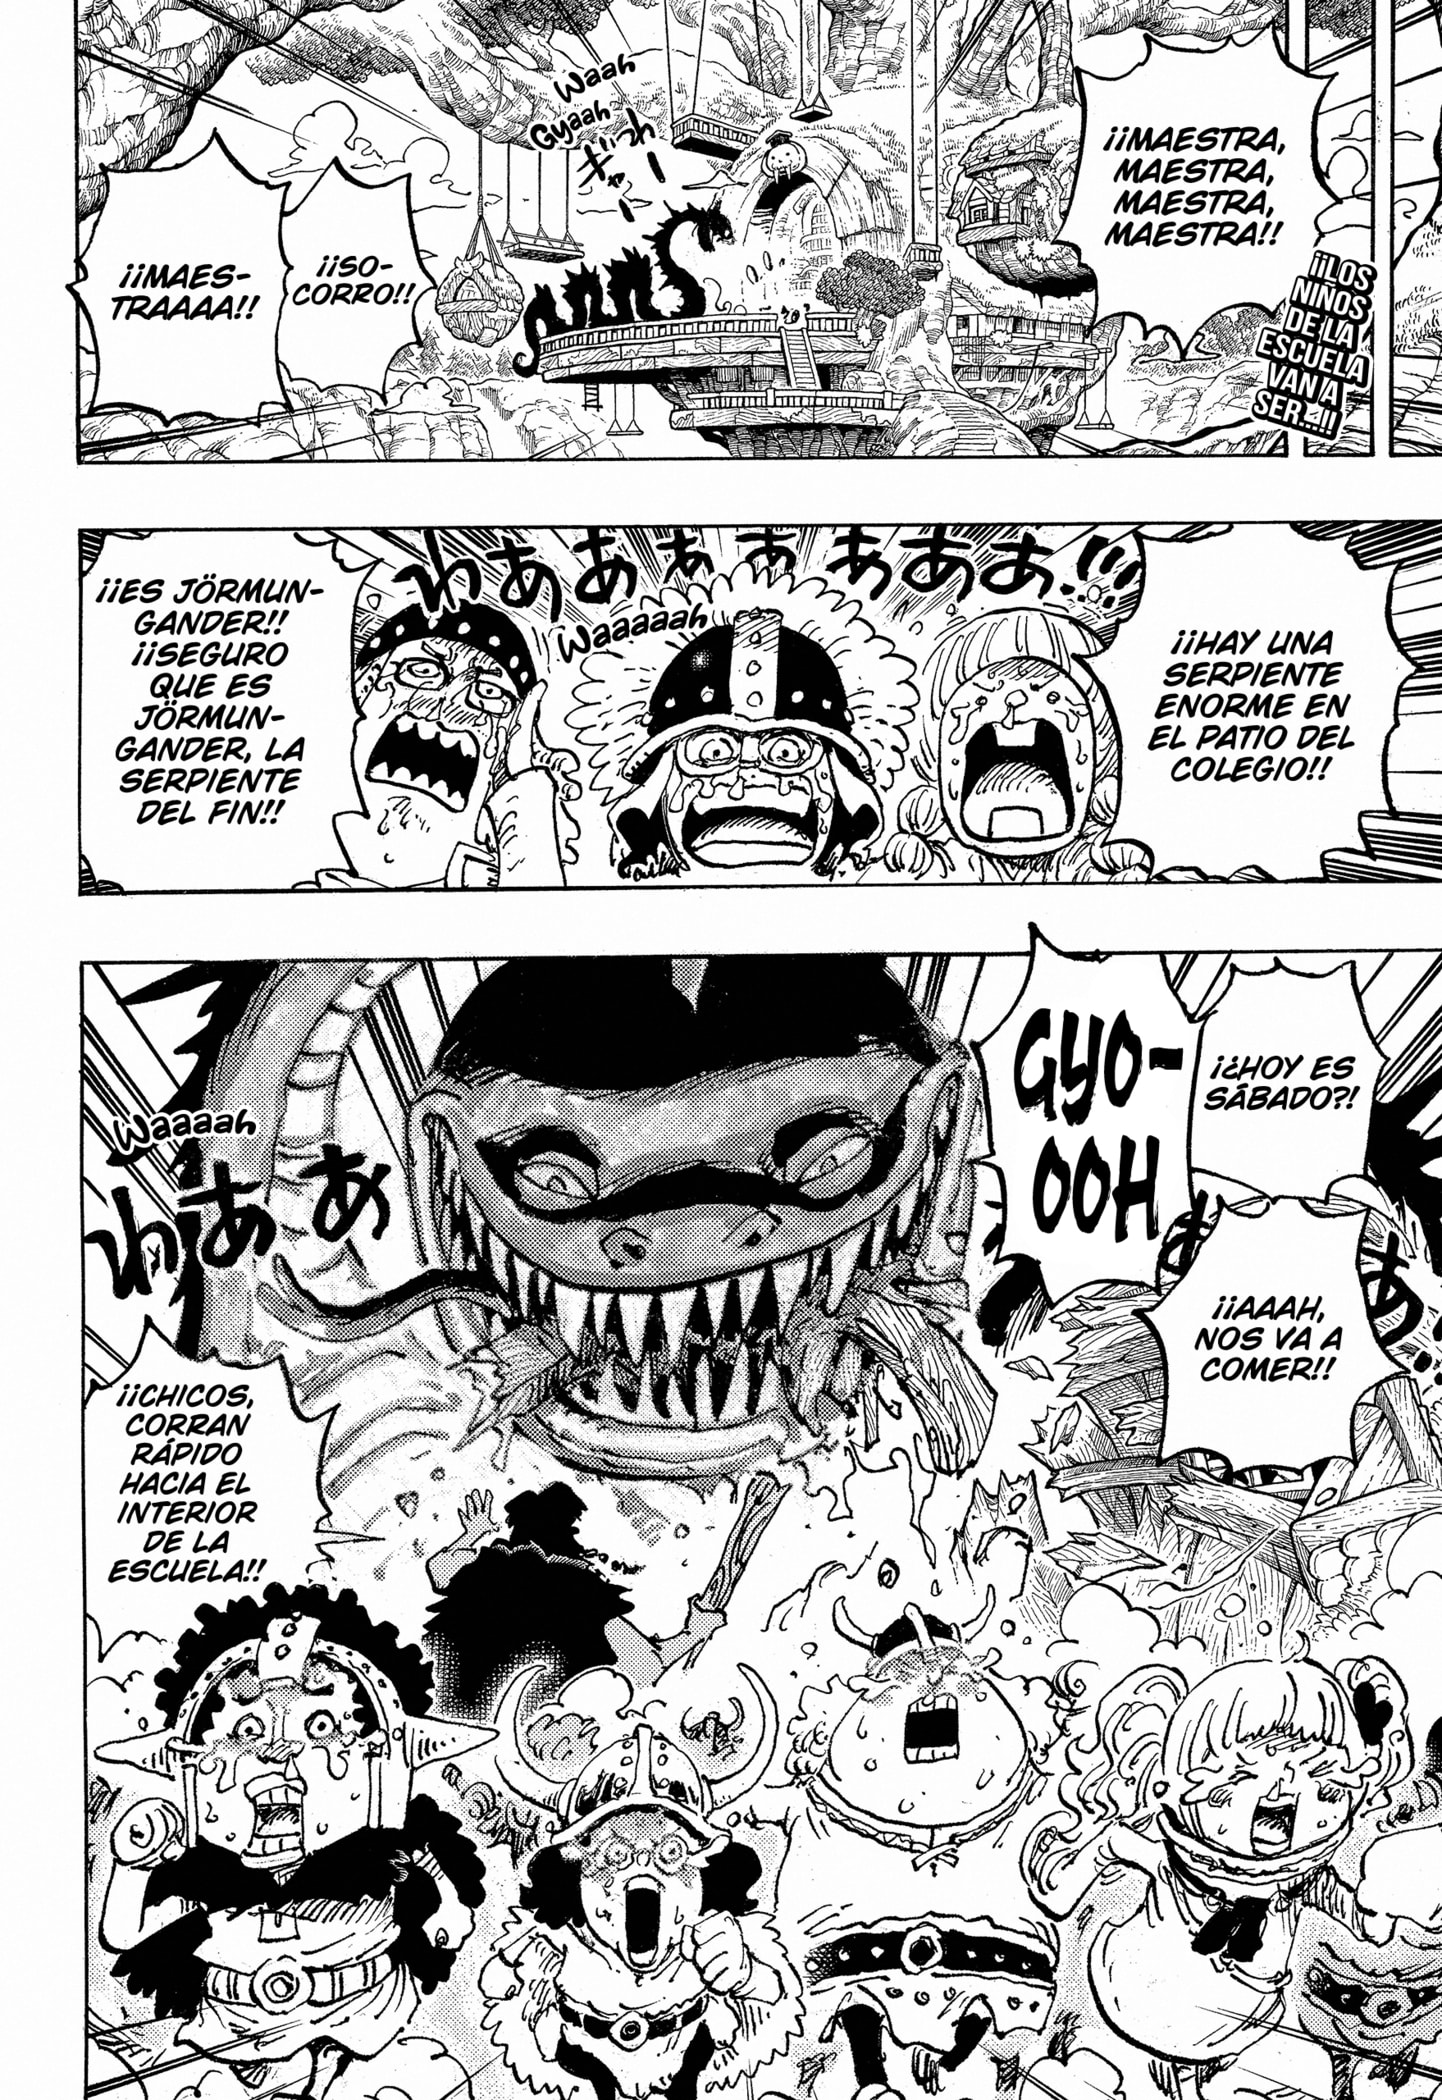 ¡¡MAESTRA,
MAESTRA,
MAESTRA,
MAESTRA!!
¡¡LOS
NIÑOS
DE LA
ESCUELA
VAN A
SER...!!
Waah
Gyaah
¡¡SO-
CORRO!!
¡¡MAES-
TRAAAA!!
¡¡HAY UNA
SERPIENTE
ENORME EN
EL PATIO DEL
COLEGIO!!
わあああああああ!!!
Waaaaah
¡¡ES JÖRMUN-
GANDER!!
¡¡SEGURO
QUE ES
JÖRMUN-
GANDER, LA
SERPIENTE
DEL FIN!!
¡¿HOY ES
SÁBADO?!
GYO-
OOH
¡¡AAAH,
NOS VA A
COMER!!
Waaaah
わああ
ああ
¡¡CHICOS,
CORRAN
RÁPIDO
HACIA EL
INTERIOR
DE LA
ESCUELA!!